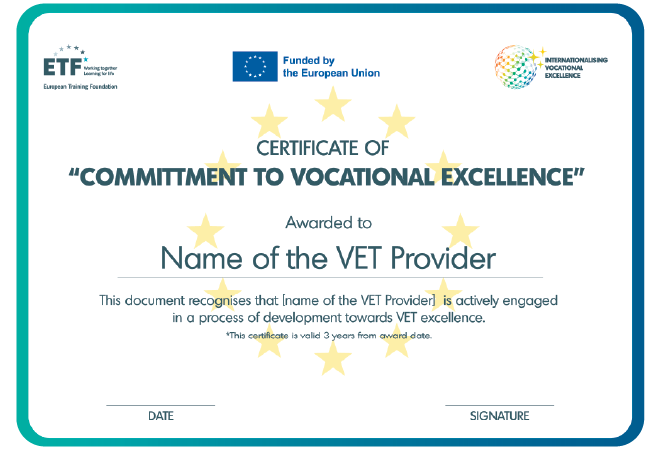 ETF Working together
Learning for life
European Training Foundation
Funded by
the European Union
INTERNATIONALISING
VOCATIONAL
EXCELLENCE
CERTIFICATE OF
“COMMITTMENT TO VOCATIONAL EXCELLENCE”
Awarded to
Name of the VET Provider
This document recognises that [name of the VET Provider] is actively engaged
in a process of development towards VET excellence.
*This certificate is valid 3 years from award date.
DATE
SIGNATURE